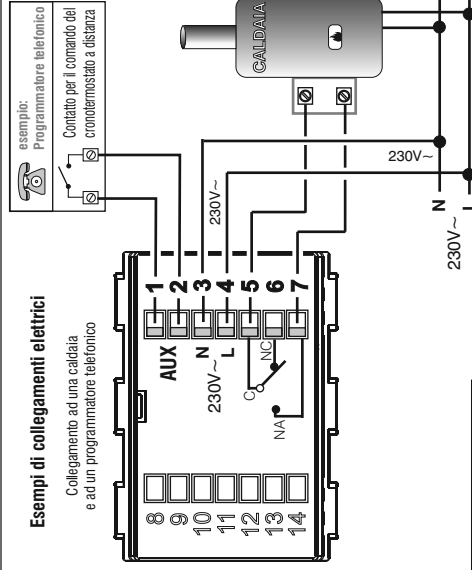 Esempi di collegamenti elettrici
Collegamento ad una caldaia
e ad un programmatore telefonico
esempio:
Programmatore telefonico
Contatto per il comando del
cronotermostato a distanza
CALDAIA
AUX
N
L
230V~
C
NC
NA
1
2
3
4
5
6
7
8
9
10
11
12
13
14
230V~
230V~
N
L
230V~